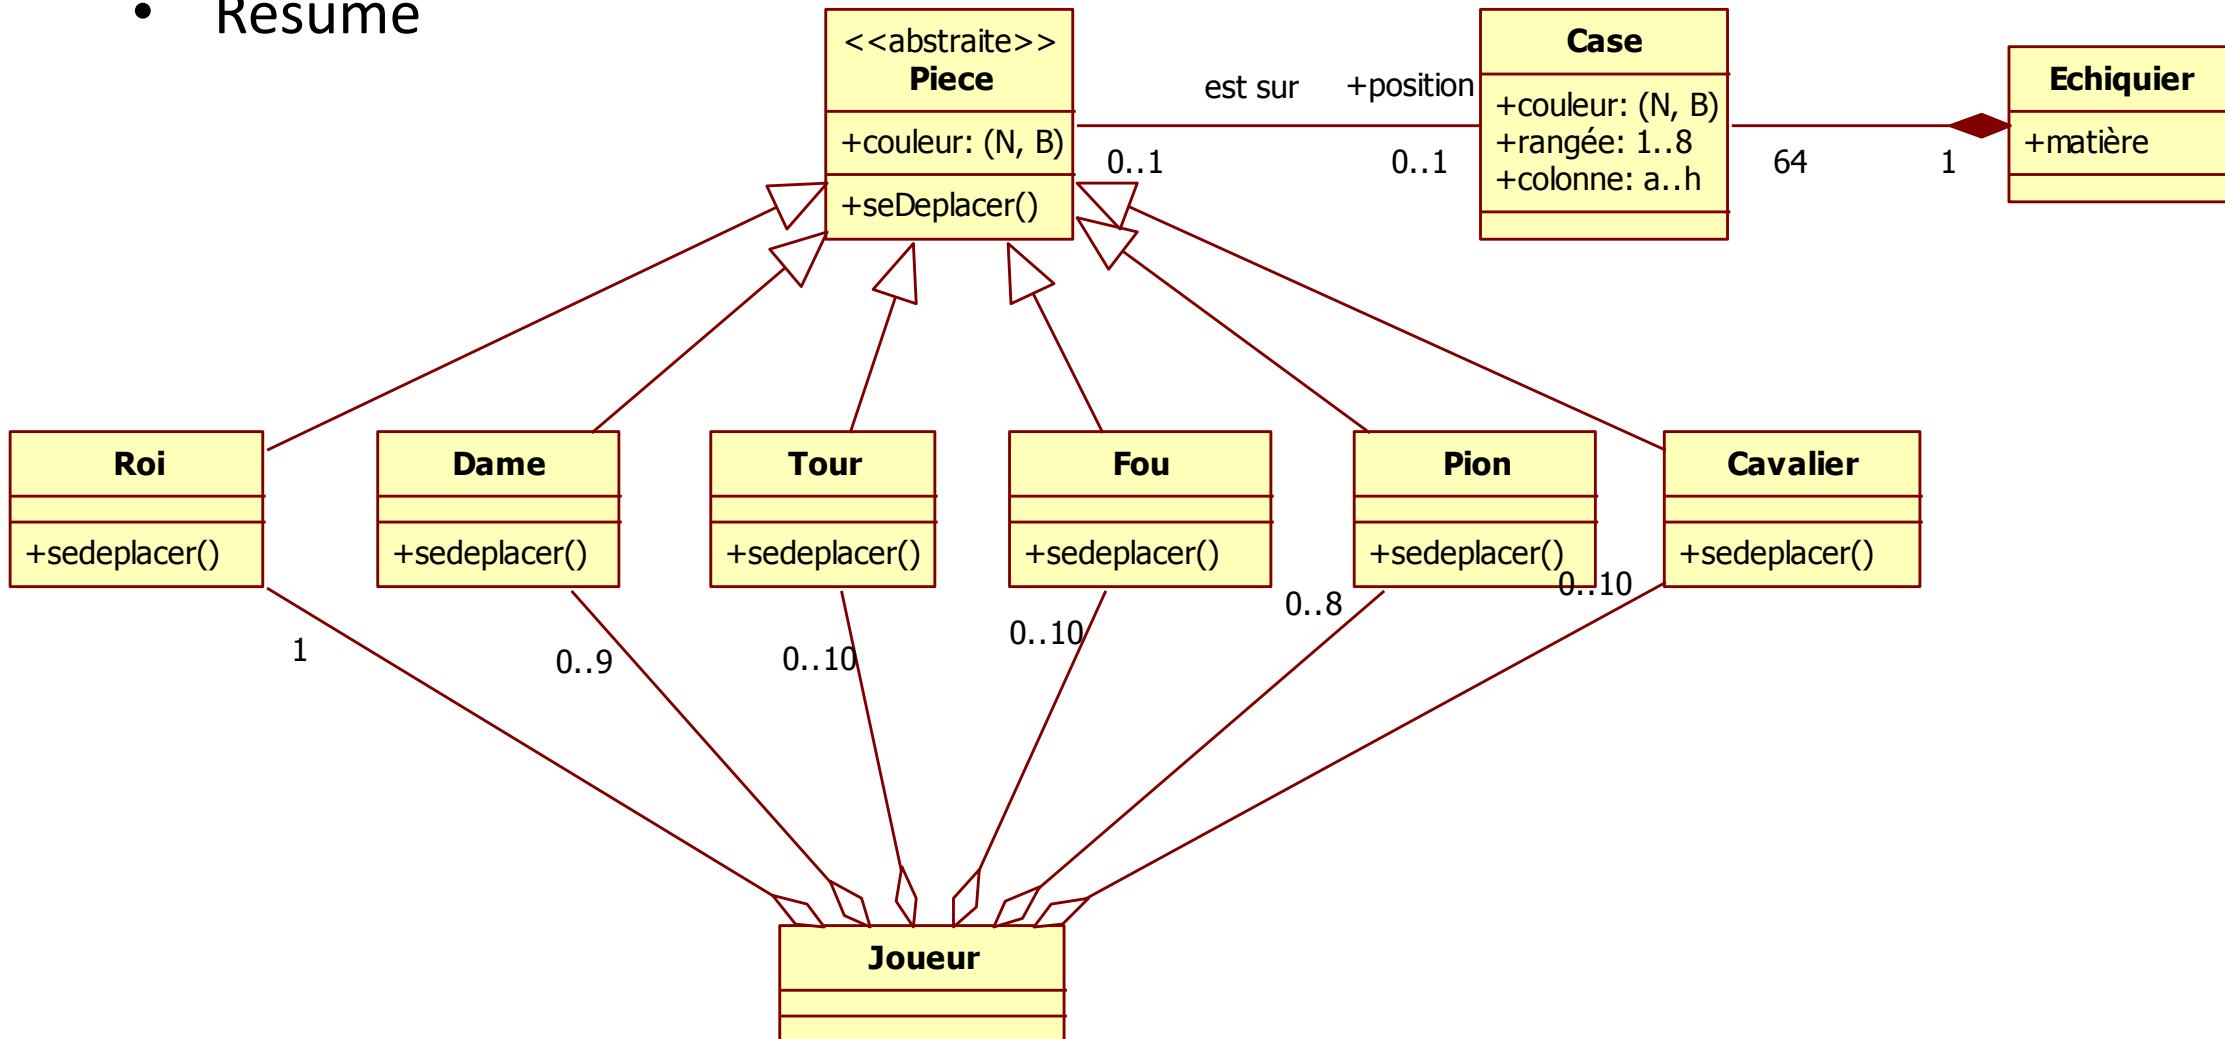 • Résumé
<<abstraite>>
Piece
+couleur: (N, B)
+seDeplacer()
est sur
+position
0..1
0..1
Case
+couleur: (N, B)
+rangée: 1..8
+colonne: a..h
64
1
Echiquier
+matière
Roi
+sedeplacer()
Dame
+sedeplacer()
Tour
+sedeplacer()
Fou
+sedeplacer()
Pion
+sedeplacer()
Cavalier
+sedeplacer()
1
0..9
0..10
0..10
0..8
0..10
Joueur